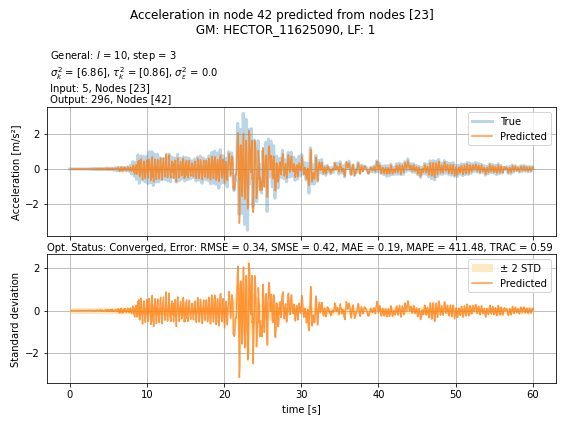 Acceleration in node 42 predicted from nodes [23]
GM: HECTOR_11625090, LF: 1
General: l = 10, step = 3
σ²ₖ = [6.86], τ²ₖ = [0.86], σ²ε = 0.0
Input: 5, Nodes [23]
Output: 296, Nodes [42]
Acceleration [m/s²]
2
0
−2
True
Predicted
Opt. Status: Converged, Error: RMSE = 0.34, SMSE = 0.42, MAE = 0.19, MAPE = 411.48, TRAC = 0.59
Standard deviation
2
0
−2
± 2 STD
Predicted
0 10 20 30 40 50 60
time [s]